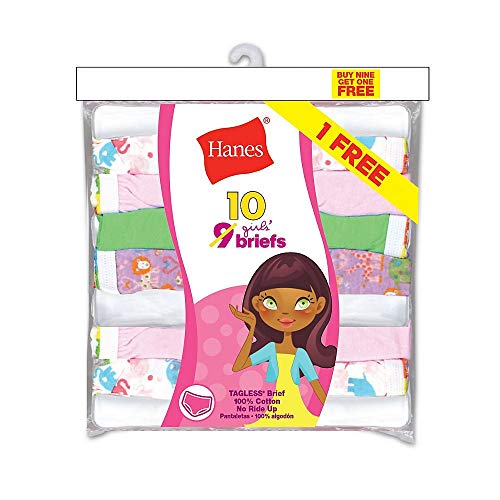 BUY NINE
GET ONE
FREE
1 FREE
Hanes®
10
9 girls'
briefs
TAGLESS® Brief
100% Cotton
No Ride Up
Pantaletas • 100% algodón